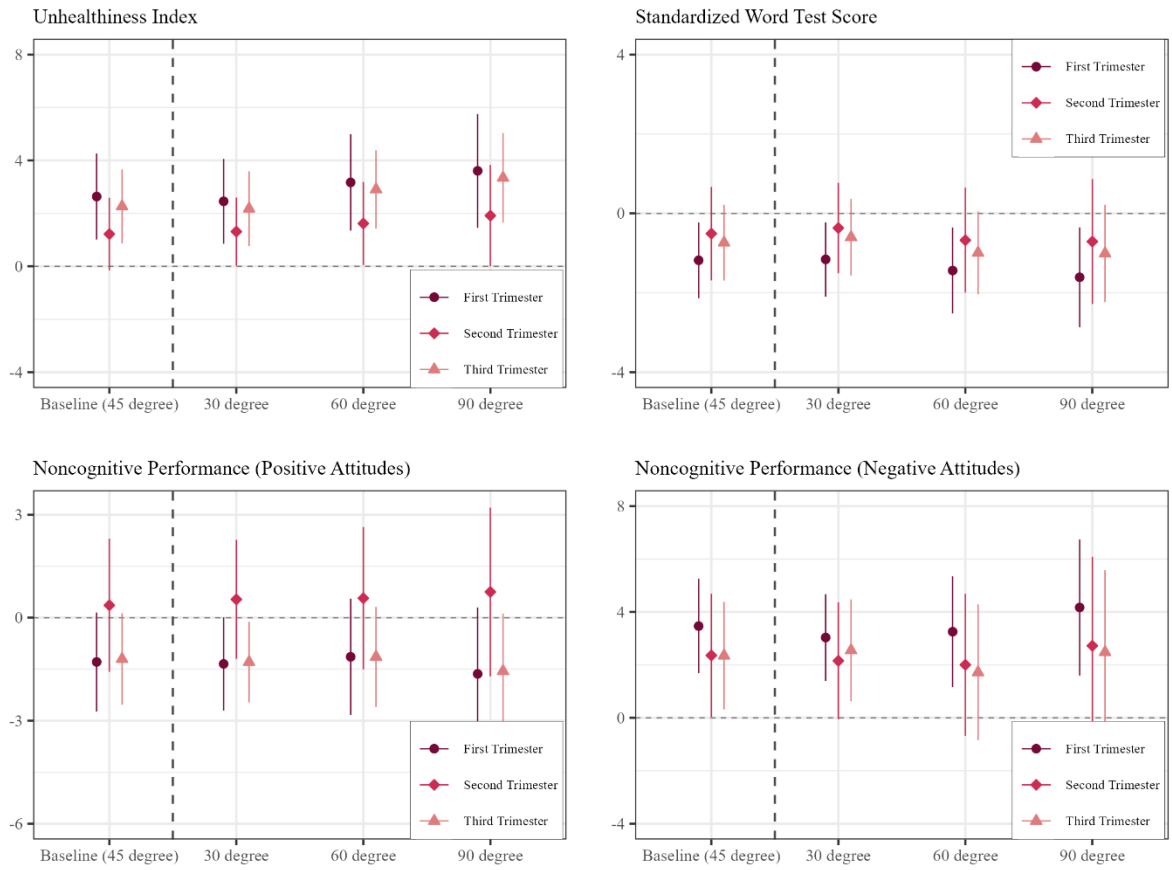 Unhealthiness Index
8
4
0
-4
First Trimester
Second Trimester
Third Trimester
Baseline (45 degree)
30 degree
60 degree
90 degree
Standardized Word Test Score
4
0
-4
First Trimester
Second Trimester
Third Trimester
Baseline (45 degree)
30 degree
60 degree
90 degree
Noncognitive Performance (Positive Attitudes)
3
0
-3
-6
First Trimester
Second Trimester
Third Trimester
Baseline (45 degree)
30 degree
60 degree
90 degree
Noncognitive Performance (Negative Attitudes)
8
4
0
-4
First Trimester
Second Trimester
Third Trimester
Baseline (45 degree)
30 degree
60 degree
90 degree